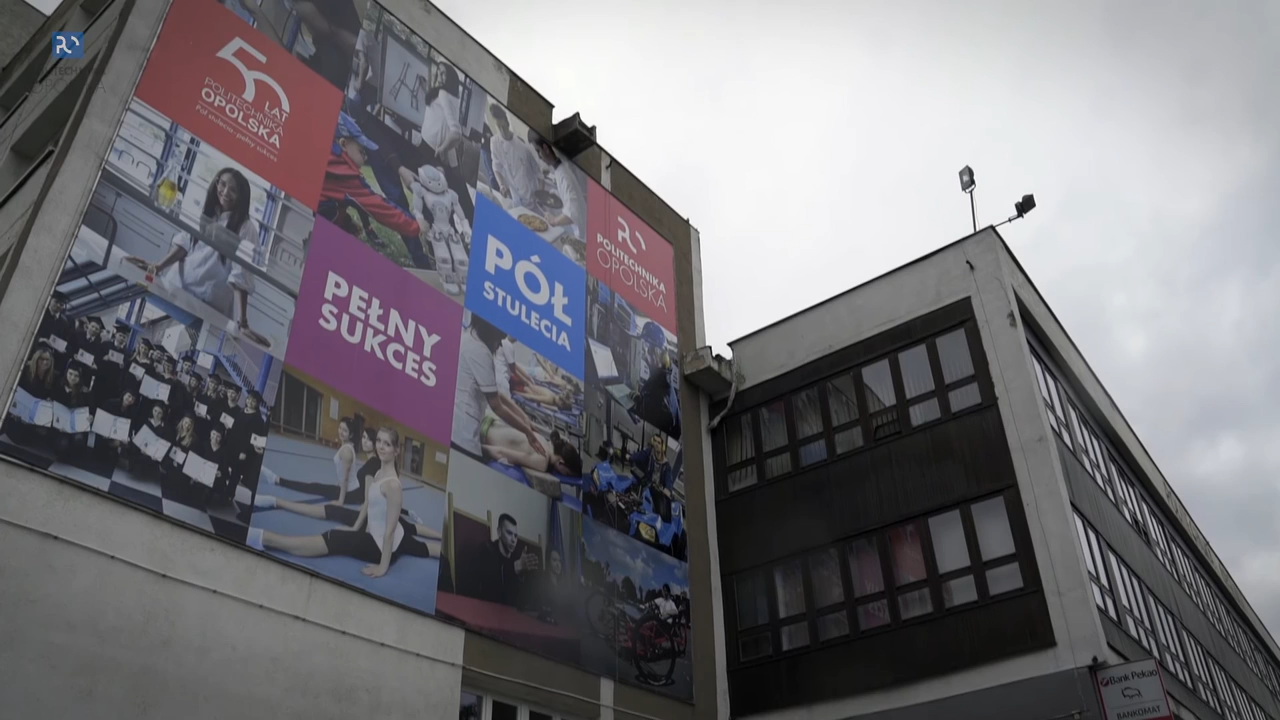 50 LAT
POLITECHNIKA
OPOLSKA
Pół stulecia - pełny sukces
PEŁNY
SUKCES
PÓŁ
STULECIA
POLITECHNIKA
OPOLSKA
Bank Pekao
BANKOMAT